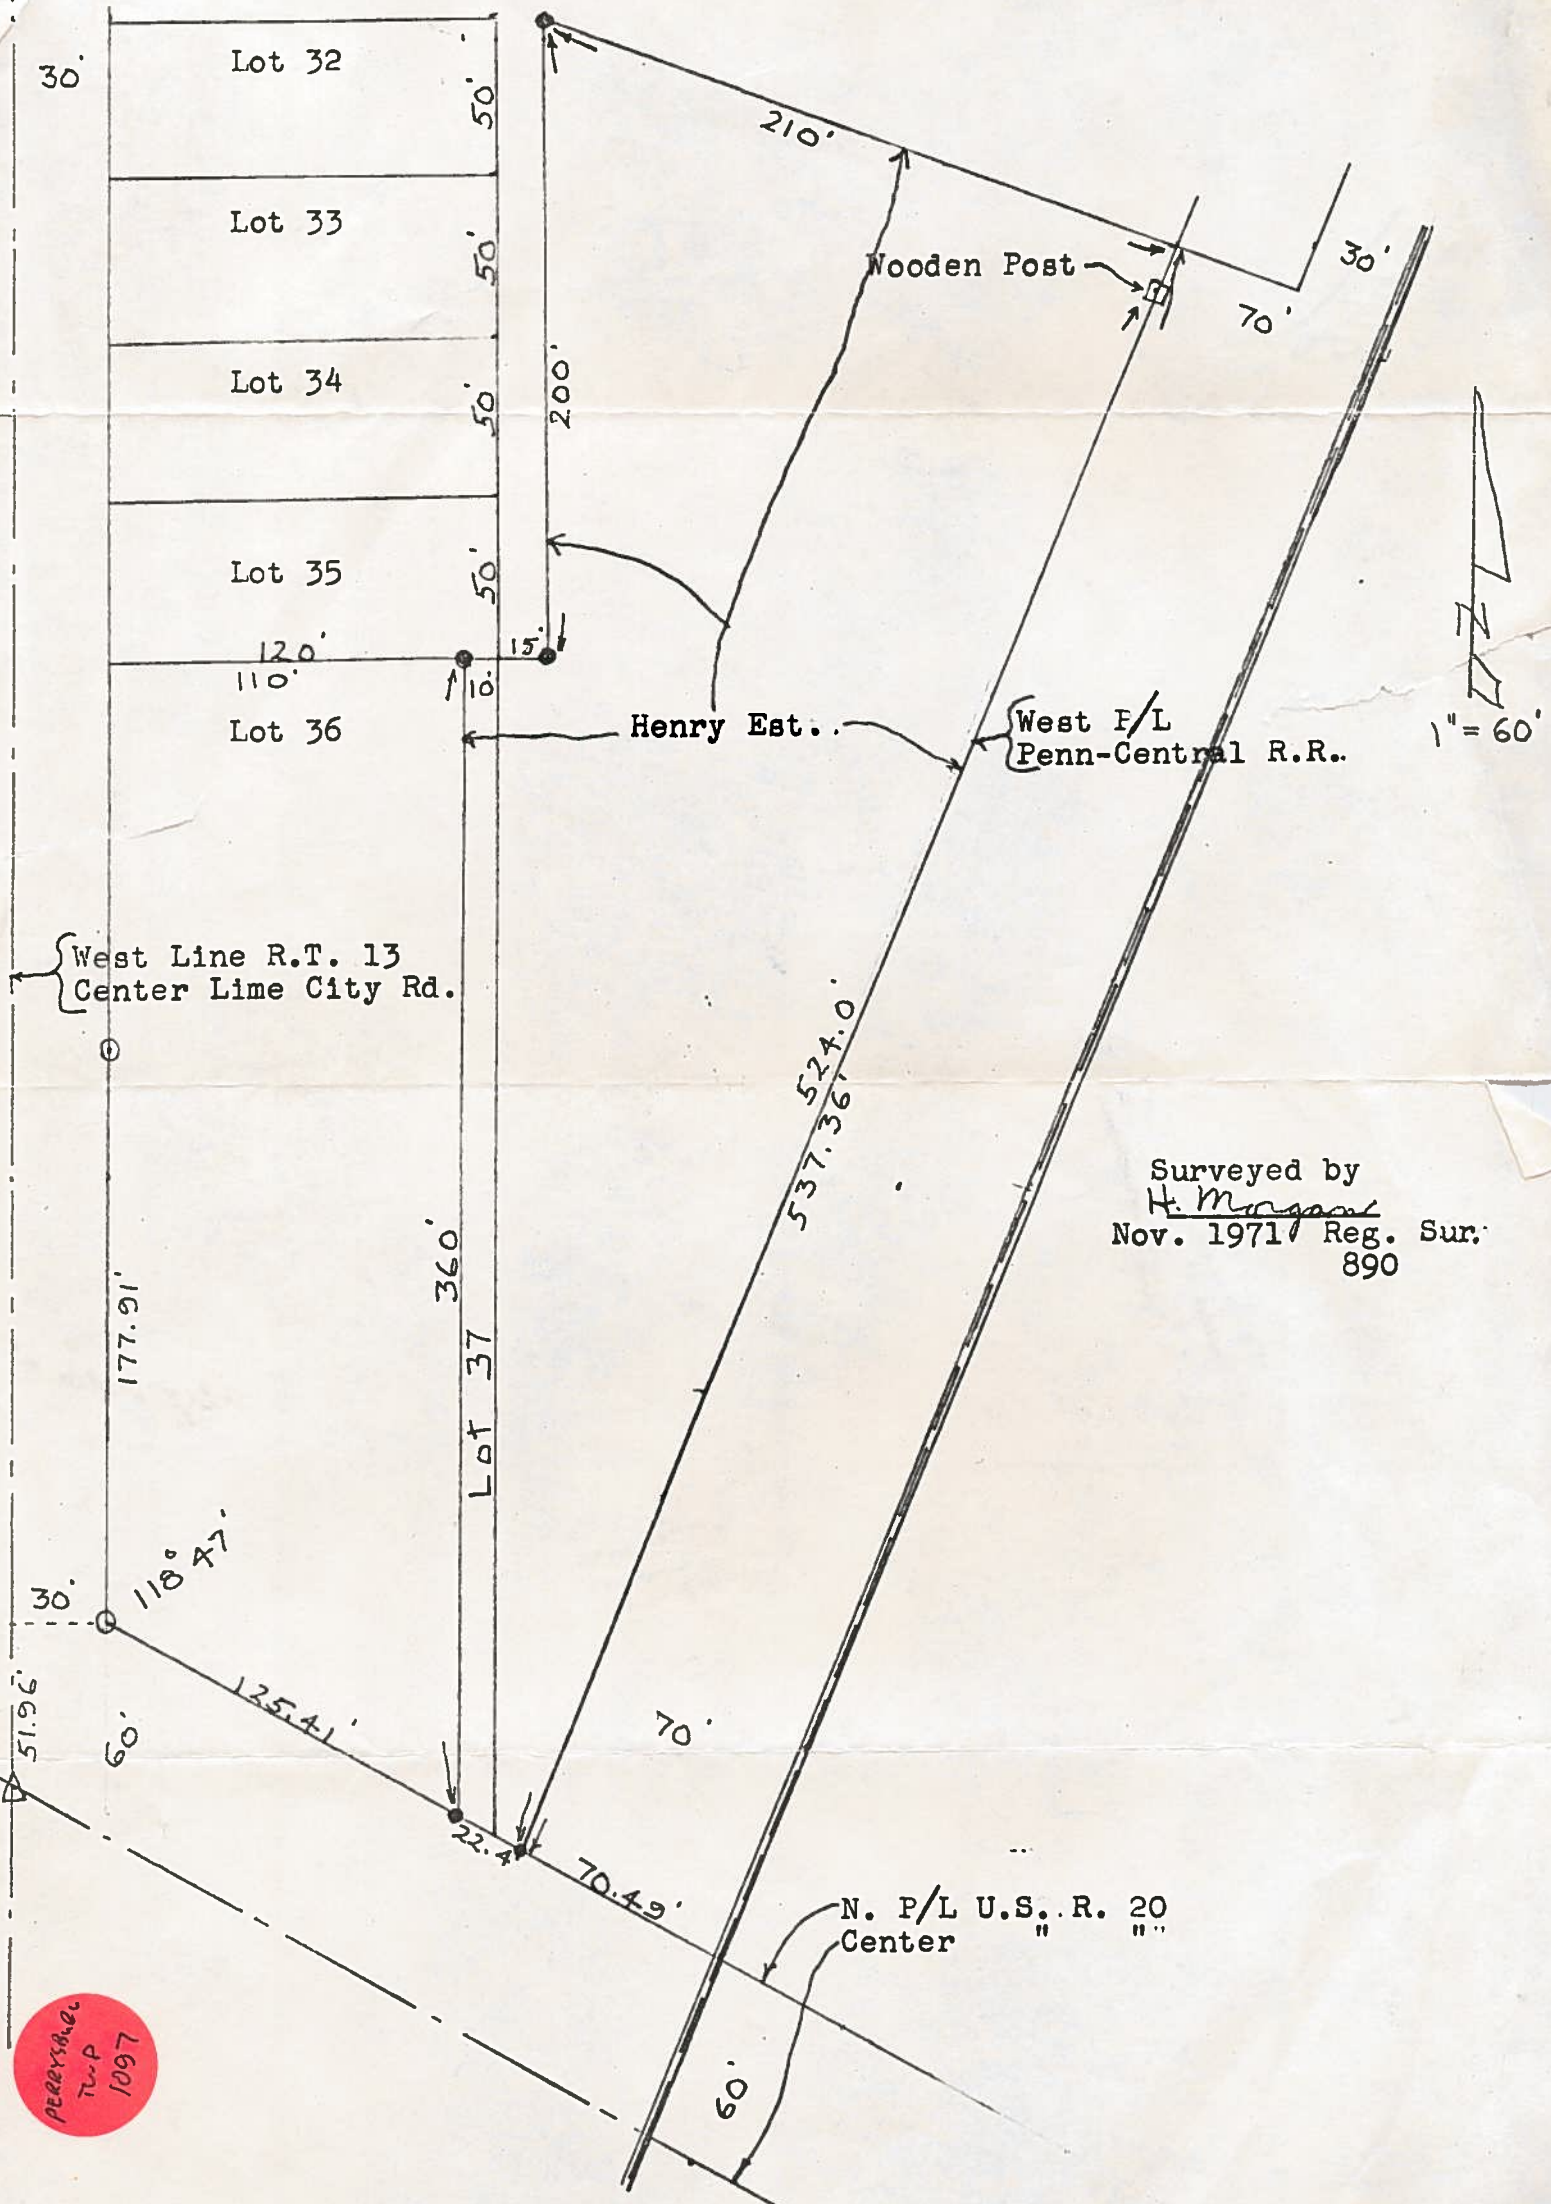 30'
Lot 32
50'
210'
Lot 33
50'
Wooden Post
30'
70'
Lot 34
50'
200'
Lot 35
50'
120'
15'
110'
10'
N
1" = 60'
Lot 36
Henry Est..
West P/L
Penn-Central R.R..
West Line R.T. 13
Center Lime City Rd.
524.0'
537.36'
Surveyed by
H. Morgan
Nov. 1971 Reg. Sur.
890
360'
177.91'
Lot 37
118° 47'
30'
51.96'
60'
125.41'
70'
22.4'
70.49'
N. P/L U.S. R. 20
Center " " "
60'
PERRYSBURG
TWP
1097